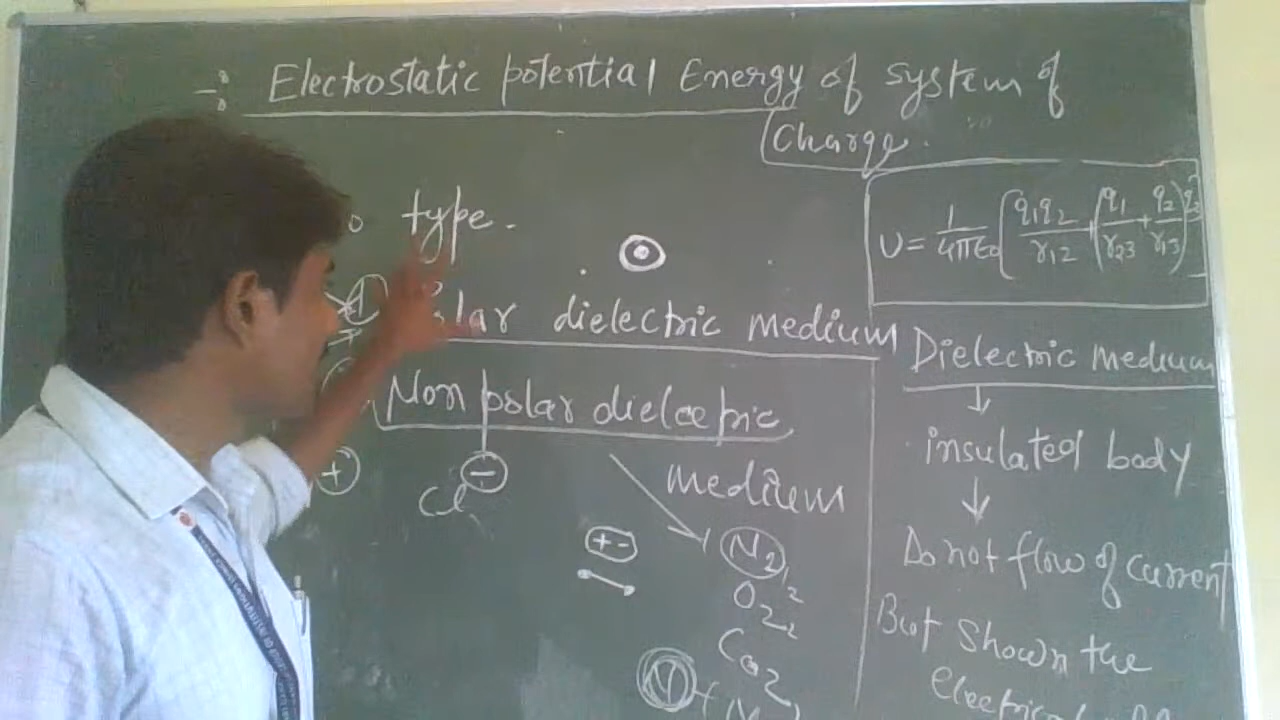 -: Electrostatic potential Energy of system of
Charge.
type.
lar dielectric medium
Non polar dielectric
medium
+
Cl -
+ -
N2,
O2,
CO2
N
U = 1/4πε0 [q1q2/r12 + (q1/r23 + q2/r13) q3]
Dielectric medium
↓
insulated body
↓
Do not flow of current
But shown the